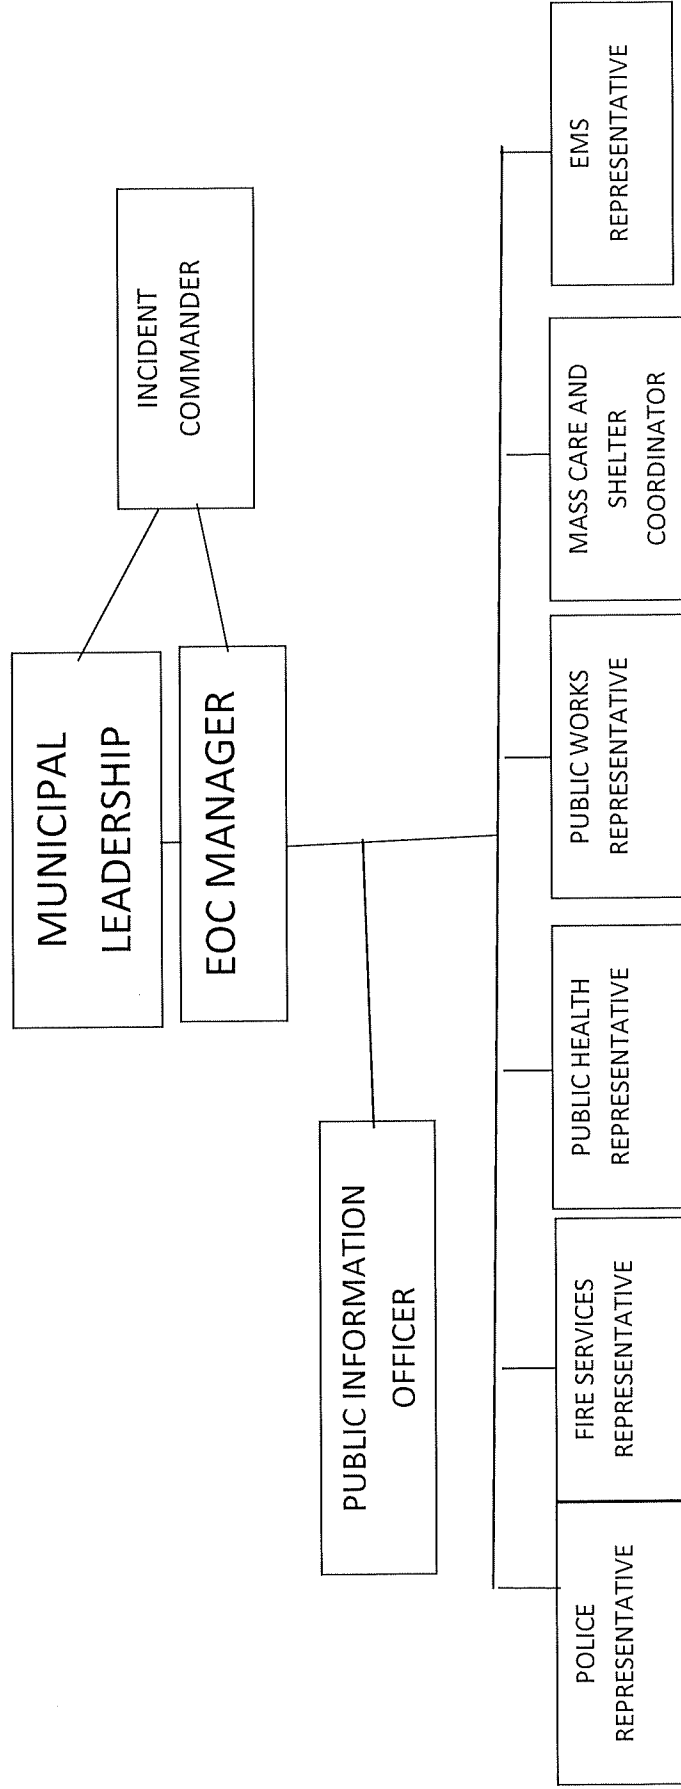 MUNICIPAL
LEADERSHIP
EOC MANAGER
INCIDENT
COMMANDER
PUBLIC INFORMATION
OFFICER
POLICE
REPRESENTATIVE
FIRE SERVICES
REPRESENTATIVE
PUBLIC HEALTH
REPRESENTATIVE
PUBLIC WORKS
REPRESENTATIVE
MASS CARE AND
SHELTER
COORDINATOR
EMS
REPRESENTATIVE